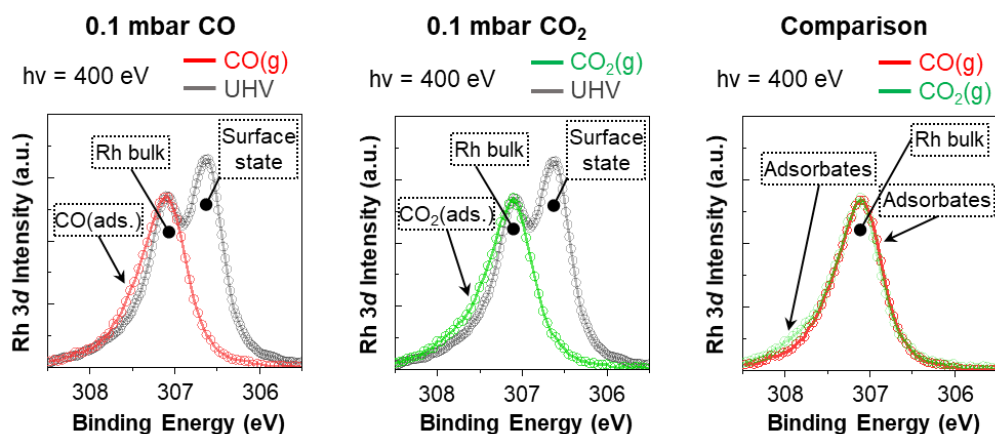 0.1 mbar CO
CO(g)
UHV
hv = 400 eV
Rh bulk
Surface
state
CO(ads.)
Rh 3d Intensity (a.u.)
308
307
306
Binding Energy (eV)
0.1 mbar CO₂
CO₂(g)
UHV
hv = 400 eV
Rh bulk
Surface
state
CO₂(ads.)
Rh 3d Intensity (a.u.)
308
307
306
Binding Energy (eV)
Comparison
CO(g)
CO₂(g)
hv = 400 eV
Rh bulk
Adsorbates
Adsorbates
Rh 3d Intensity (a.u.)
308
307
306
Binding Energy (eV)